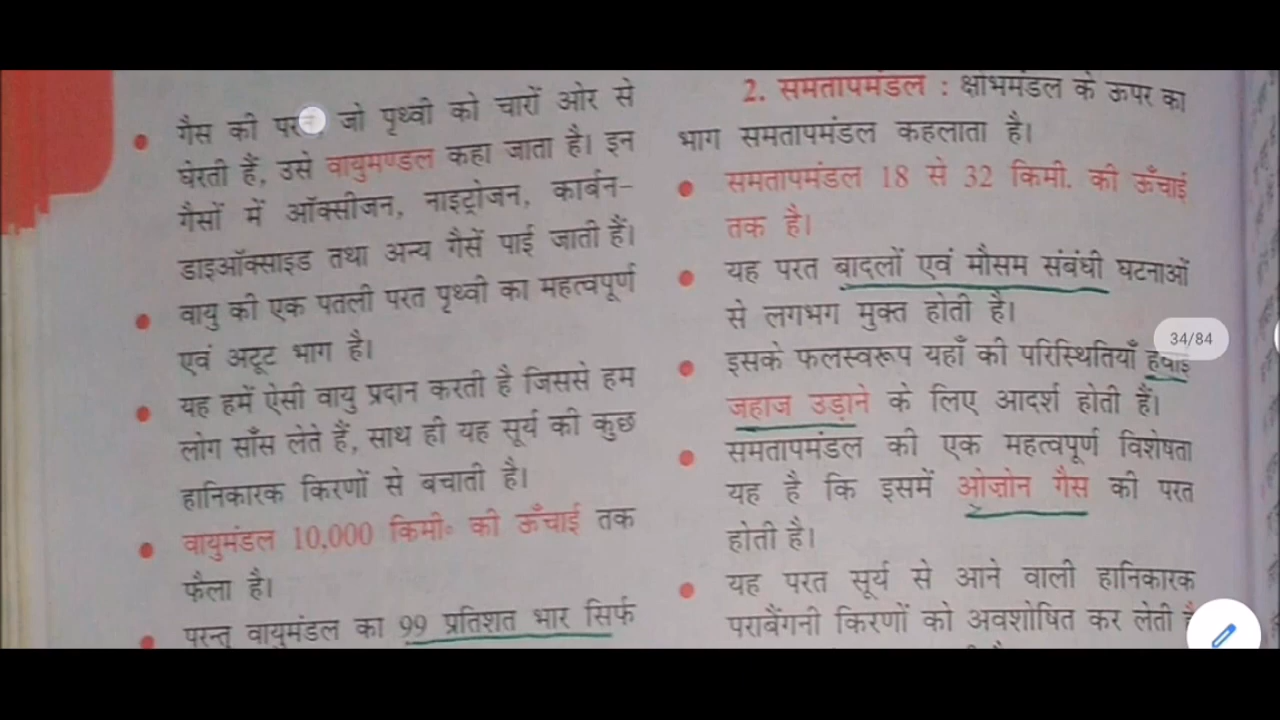 गैस की परत जो पृथ्वी को चारों ओर से
घेरती हैं, उसे वायुमण्डल कहा जाता है। इन
गैसों में ऑक्सीजन, नाइट्रोजन, कार्बन-
डाइऑक्साइड तथा अन्य गैसें पाई जाती हैं।
वायु की एक पतली परत पृथ्वी का महत्वपूर्ण
एवं अटूट भाग है।
यह हमें ऐसी वायु प्रदान करती है जिससे हम
लोग साँस लेते हैं, साथ ही यह सूर्य की कुछ
हानिकारक किरणों से बचाती है।
वायुमंडल 10,000 किमी॰ की ऊँचाई तक
फैला है।
परन्तु वायुमंडल का 99 प्रतिशत भार सिर्फ
2. समतापमंडल : क्षोभमंडल के ऊपर का
भाग समतापमंडल कहलाता है।
समतापमंडल 18 से 32 किमी. की ऊँचाई
तक है।
यह परत बादलों एवं मौसम संबंधी घटनाओं
से लगभग मुक्त होती है।
इसके फलस्वरूप यहाँ की परिस्थितियाँ हवाई
जहाज उड़ाने के लिए आदर्श होती हैं।
समतापमंडल की एक महत्वपूर्ण विशेषता
यह है कि इसमें ओज़ोन गैस की परत
होती है।
यह परत सूर्य से आने वाली हानिकारक
पराबैंगनी किरणों को अवशोषित कर लेती है
34/84